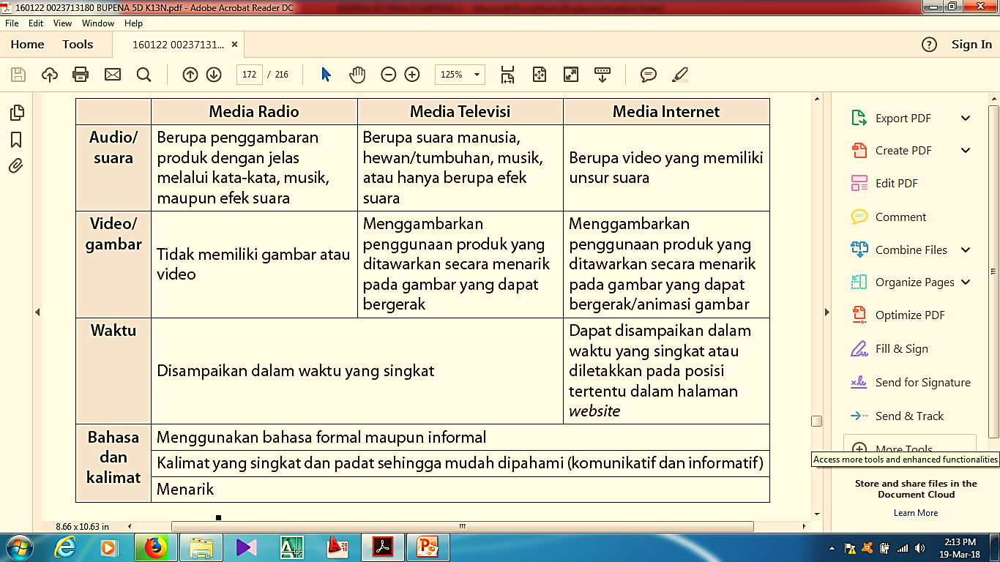 160122 0023713180 BUPENA 5D K13N.pdf - Adobe Acrobat Reader DC
File Edit View Window Help
Home Tools 160122 00237131... × Sign In
172 / 216 125%
Media Radio Media Televisi Media Internet
Audio/
suara
Berupa penggambaran
produk dengan jelas
melalui kata-kata, musik,
maupun efek suara
Berupa suara manusia,
hewan/tumbuhan, musik,
atau hanya berupa efek
suara
Berupa video yang memiliki
unsur suara
Video/
gambar
Tidak memiliki gambar atau
video
Menggambarkan
penggunaan produk yang
ditawarkan secara menarik
pada gambar yang dapat
bergerak
Menggambarkan
penggunaan produk yang
ditawarkan secara menarik
pada gambar yang dapat
bergerak/animasi gambar
Waktu
Disampaikan dalam waktu yang singkat
Dapat disampaikan dalam
waktu yang singkat atau
diletakkan pada posisi
tertentu dalam halaman
website
Bahasa
dan
kalimat
Menggunakan bahasa formal maupun informal
Kalimat yang singkat dan padat sehingga mudah dipahami (komunikatif dan informatif)
Menarik
Export PDF
Create PDF
Edit PDF
Comment
Combine Files
Organize Pages
Optimize PDF
Fill & Sign
Send for Signature
Send & Track
More Tools
Access more tools and enhanced functionalities
Store and share files in the
Document Cloud
Learn More
8.66 x 10.63 in
2:13 PM
19-Mar-18